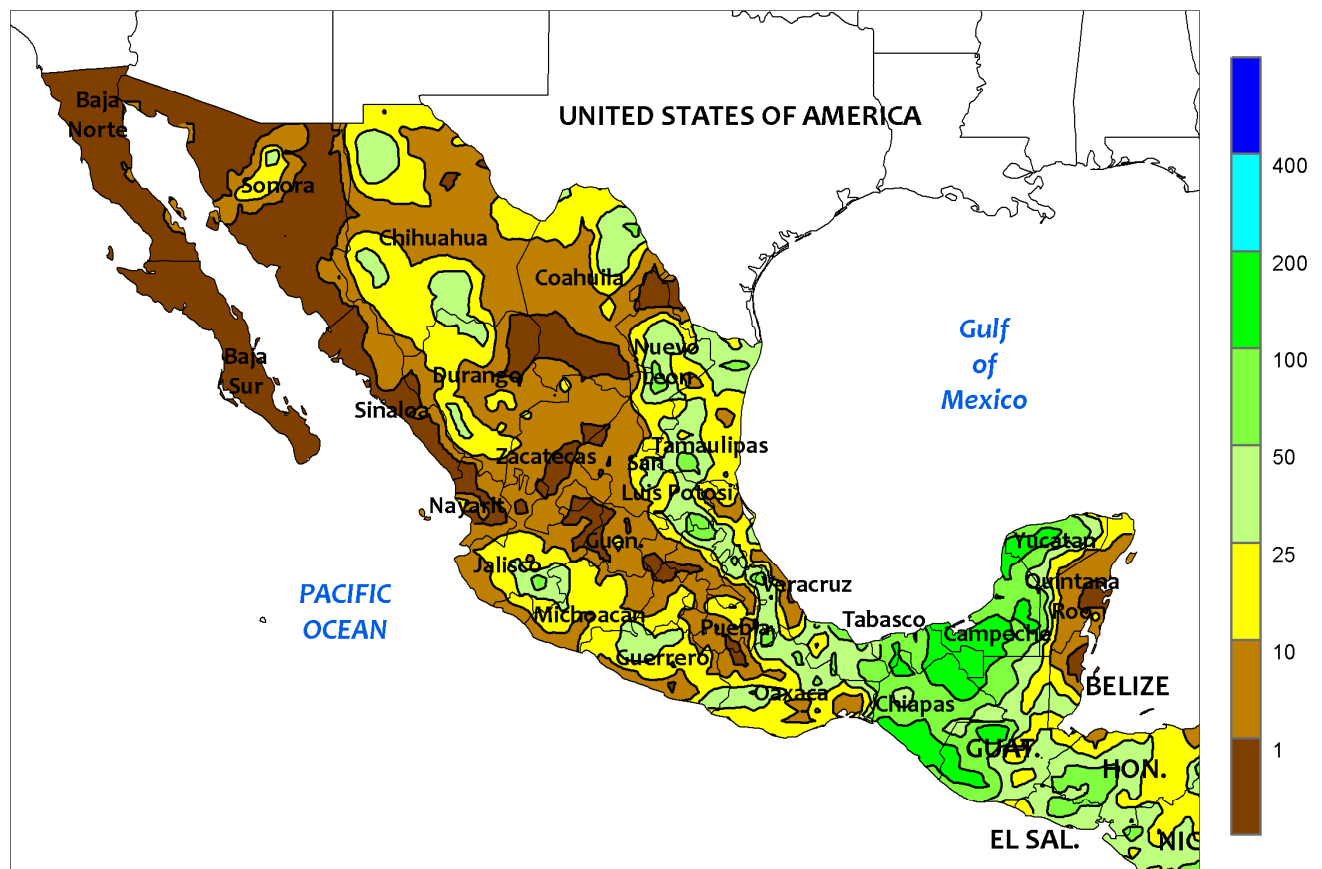 UNITED STATES OF AMERICA
Baja
Norte
Sonora
Chihuahua
Coahuila
Baja
Sur
Sinaloa
Durango
Nuevo
Leon
Zacatecas
San
Luis Potosi
Tamaulipas
Nayarit
Guan.
Jalisco
Michoacan
Guerrero
Puebla
Veracruz
Oaxaca
Tabasco
Chiapas
Campeche
Yucatan
Quintana
Roo
Gulf
of
Mexico
PACIFIC
OCEAN
BELIZE
GUAT.
HON.
EL SAL.
NIC
400
200
100
50
25
10
1